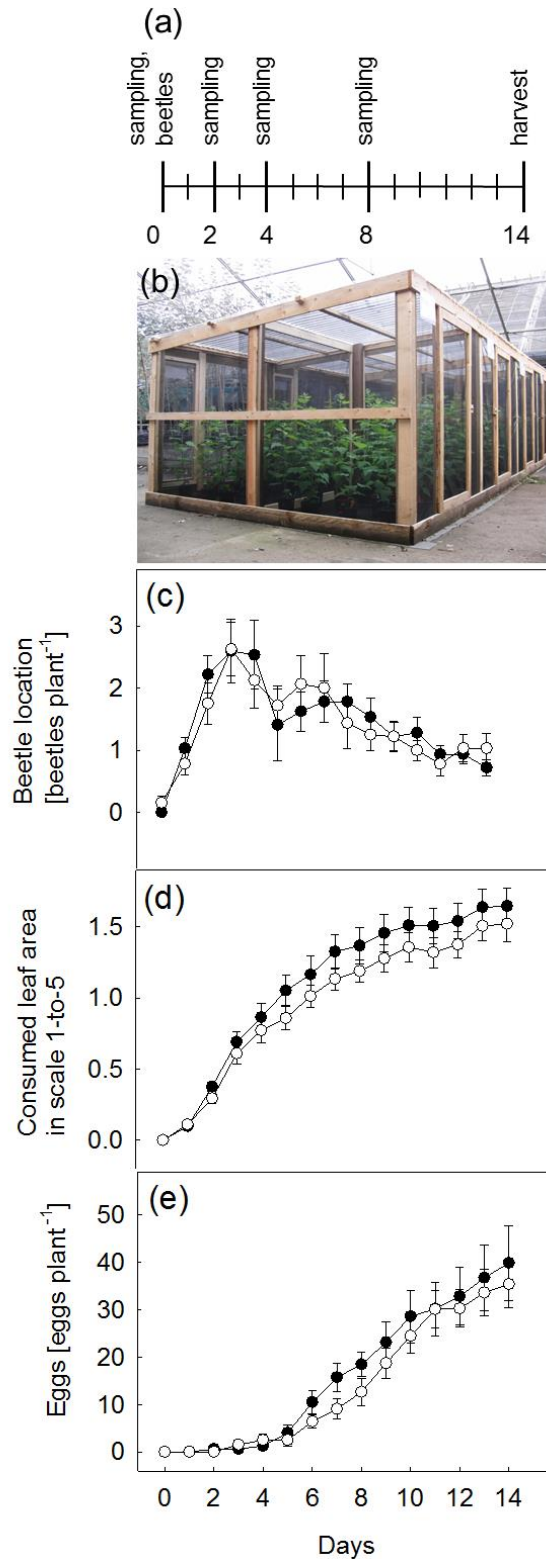 (a)
sampling,
beetles
sampling
sampling
sampling
harvest
0 2 4 8 14
(b)
(c)
3
2
1
0
Beetle location
[beetles plant⁻¹]
(d)
1.5
1.0
0.5
0.0
Consumed leaf area
in scale 1-to-5
(e)
50
40
30
20
10
0
Eggs [eggs plant⁻¹]
0 2 4 6 8 10 12 14
Days